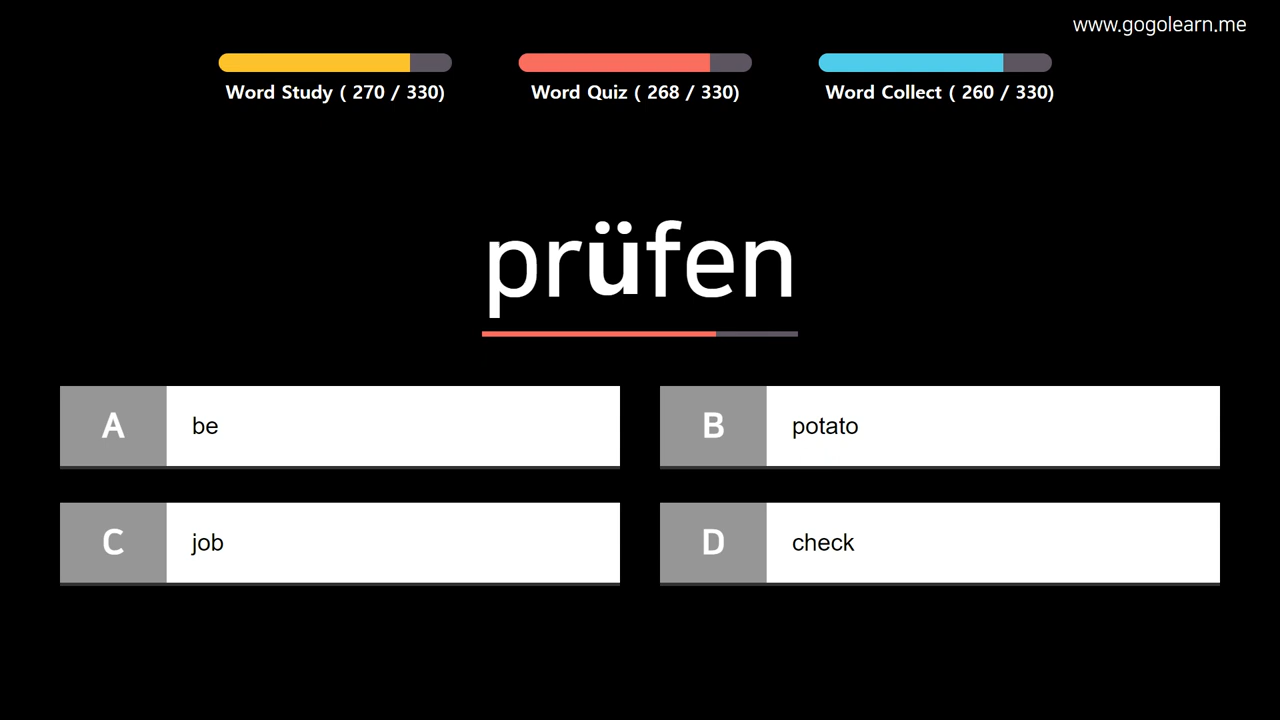 www.gogolearn.me
Word Study ( 270 / 330)
Word Quiz ( 268 / 330)
Word Collect ( 260 / 330)
prüfen
A be
B potato
C job
D check